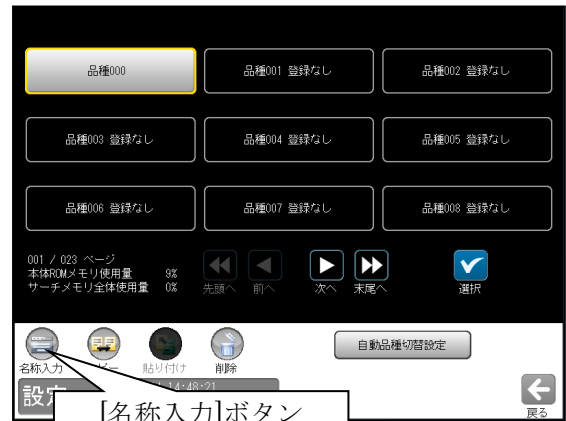 品種000
品種001 登録なし
品種002 登録なし
品種003 登録なし
品種004 登録なし
品種005 登録なし
品種006 登録なし
品種007 登録なし
品種008 登録なし
001 / 023 ページ
本体ROMメモリ使用量 9%
サーチメモリ全体使用量 0%
先頭へ 前へ 次へ 末尾へ 選択
名称入力 ピー 貼り付け 削除
自動品種切替設定
設定 14:48:21
戻る
[名称入力]ボタン